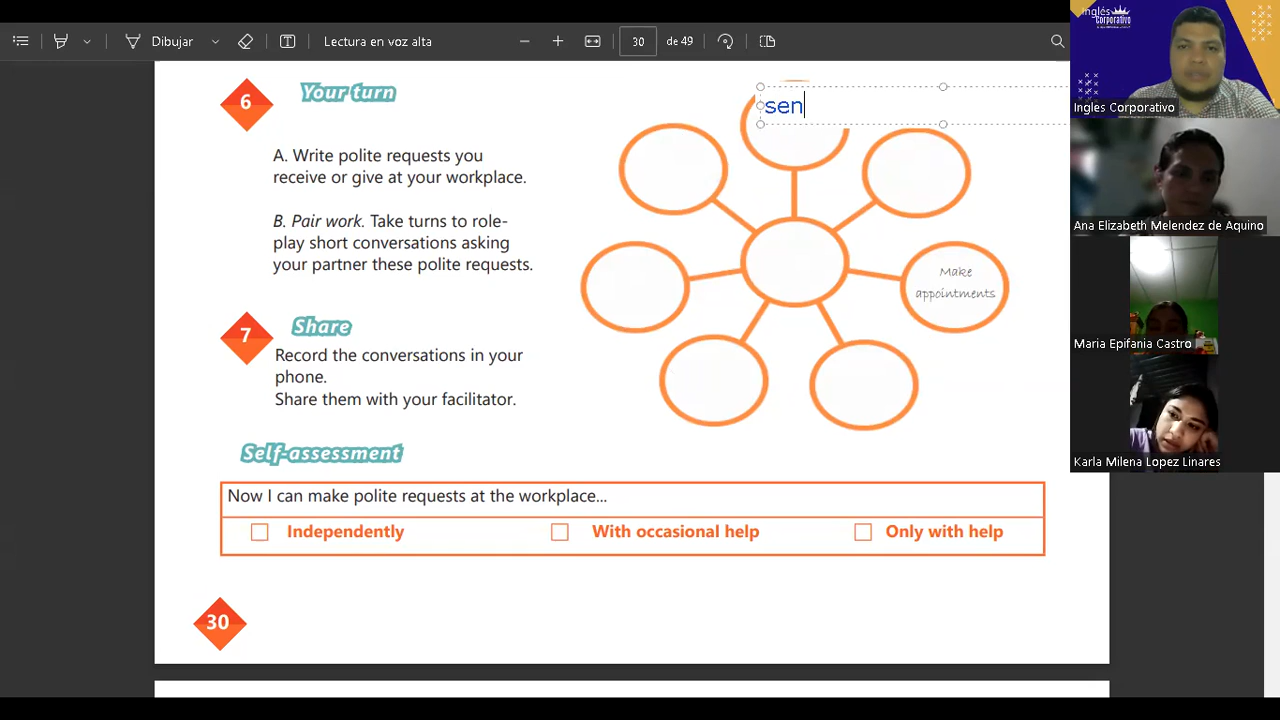 Dibujar
Lectura en voz alta
30
de 49
6
Your turn
A. Write polite requests you
receive or give at your workplace.
B. Pair work. Take turns to role-
play short conversations asking
your partner these polite requests.
sen
Make
appointments
7
Share
Record the conversations in your
phone.
Share them with your facilitator.
Self-assessment
Now I can make polite requests at the workplace...
Independently
With occasional help
Only with help
30
Inglés
Corporativo
Ingles Corporativo
Ana Elizabeth Melendez de Aquino
Maria Epifania Castro
Karla Milena Lopez Linares